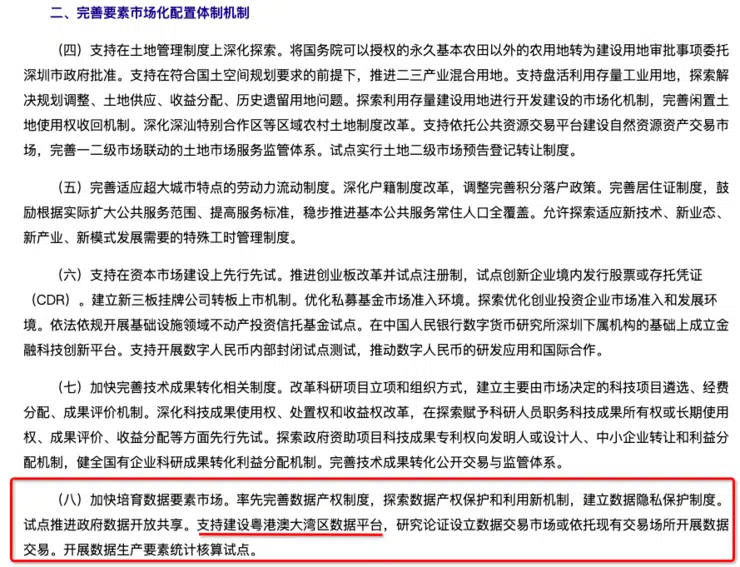 二、完善要素市场化配置体制机制
（四）支持在土地管理制度上深化探索。将国务院可以授权的永久基本农田以外的农用地转为建设用地审批事项委托
深圳市政府批准。支持在符合国土空间规划要求的前提下，推进二三产业混合用地。支持盘活利用存量工业用地，探索解
决规划调整、土地供应、收益分配、历史遗留用地问题。探索利用存量建设用地进行开发建设的市场化机制，完善闲置土
地使用权收回机制。深化深汕特别合作区等区域农村土地制度改革。支持依托公共资源交易平台建设自然资源资产交易市
场，完善一二级市场联动的土地市场服务监管体系。试点实行土地二级市场预告登记转让制度。
（五）完善适应超大城市特点的劳动力流动制度。深化户籍制度改革，调整完善积分落户政策。完善居住证制度，鼓
励根据实际扩大公共服务范围、提高服务标准，稳步推进基本公共服务常住人口全覆盖。允许探索适应新技术、新业态、
新产业、新模式发展需要的特殊工时管理制度。
（六）支持在资本市场建设上先行先试。推进创业板改革并试点注册制，试点创新企业境内发行股票或存托凭证
（CDR）。建立新三板挂牌公司转板上市机制。优化私募基金市场准入环境。探索优化创业投资企业市场准入和发展环
境。依法依规开展基础设施领域不动产投资信托基金试点。在中国人民银行数字货币研究所深圳下属机构的基础上成立金
融科技创新平台。支持开展数字人民币内部封闭试点测试，推动数字人民币的研发应用和国际合作。
（七）加快完善技术成果转化相关制度。改革科研项目立项和组织方式，建立主要由市场决定的科技项目遴选、经费
分配、成果评价机制。深化科技成果使用权、处置权和收益权改革，在探索赋予科研人员职务科技成果所有权或长期使用
权、成果评价、收益分配等方面先行先试。探索政府资助项目科技成果专利权向发明人或设计人、中小企业转让和利益分
配机制，健全国有企业科研成果转化利益分配机制。完善技术成果转化公开交易与监管体系。
（八）加快培育数据要素市场。率先完善数据产权制度，探索数据产权保护和利用新机制，建立数据隐私保护制度。
试点推进政府数据开放共享。支持建设粤港澳大湾区数据平台，研究论证设立数据交易市场或依托现有交易场所开展数据
交易。开展数据生产要素统计核算试点。